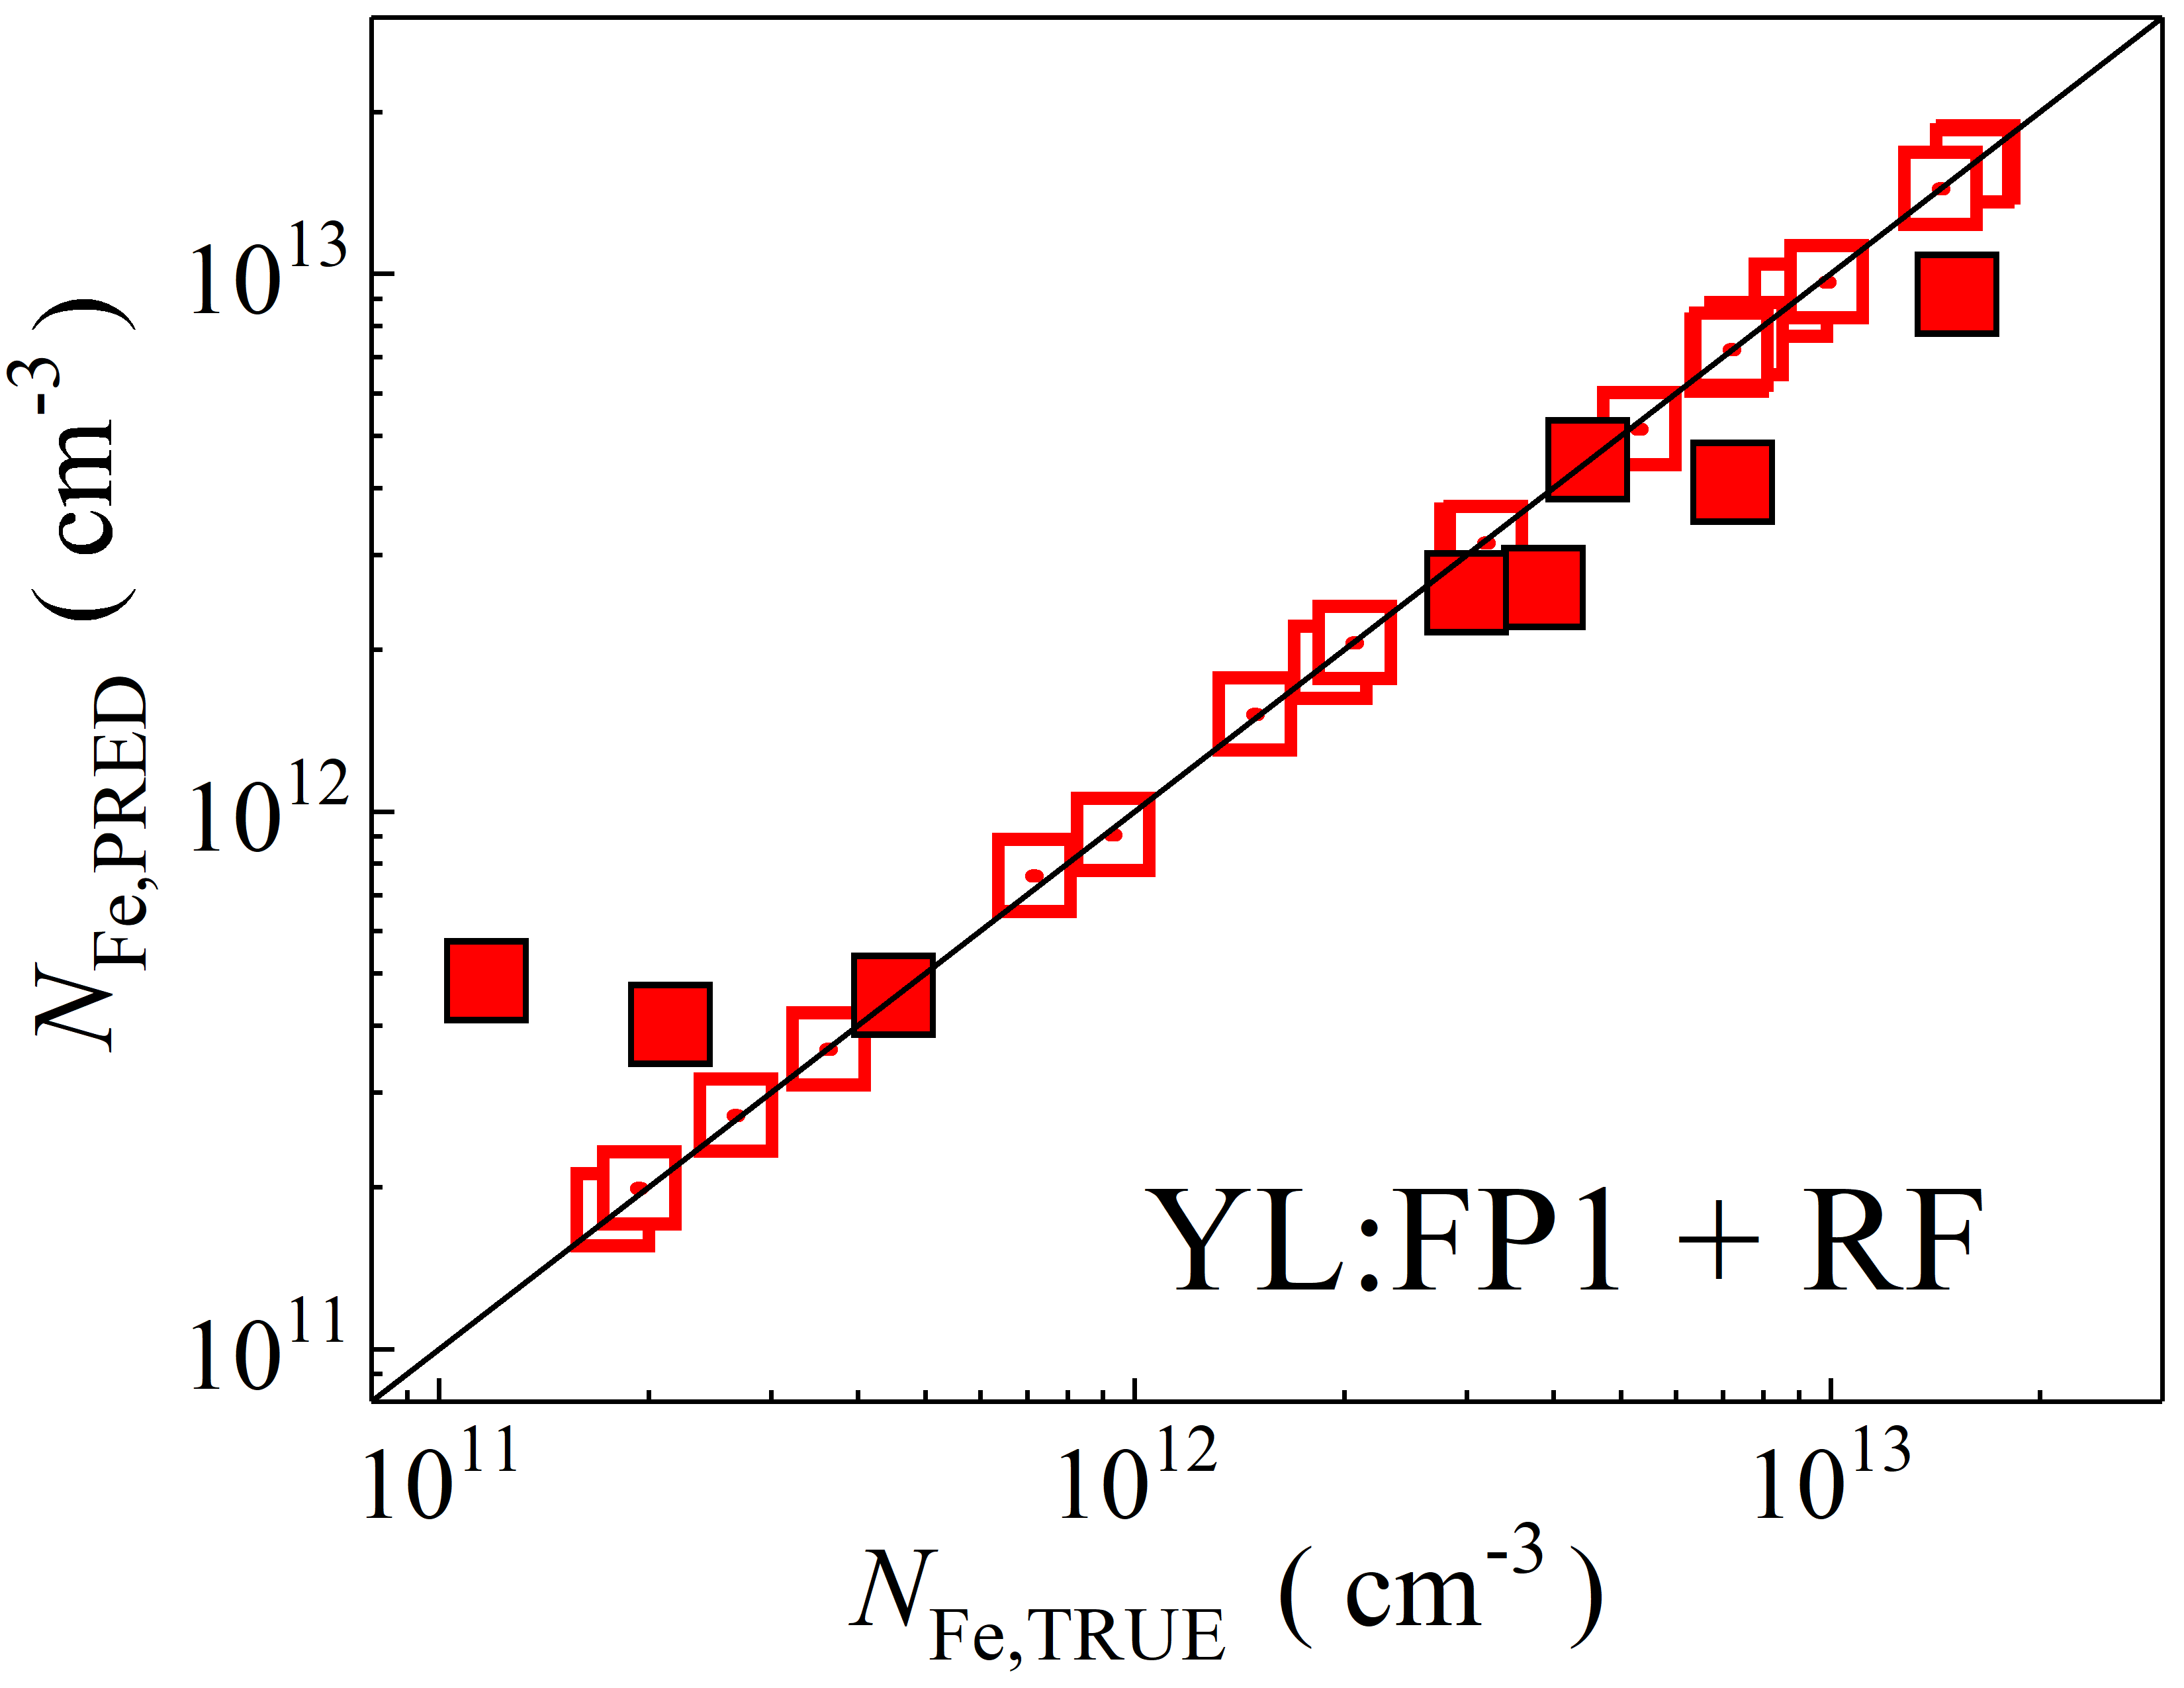 N_Fe,PRED ( cm^-3 )
10^13
10^12
10^11
YL:FP1 + RF
10^11 10^12 10^13
N_Fe,TRUE ( cm^-3 )